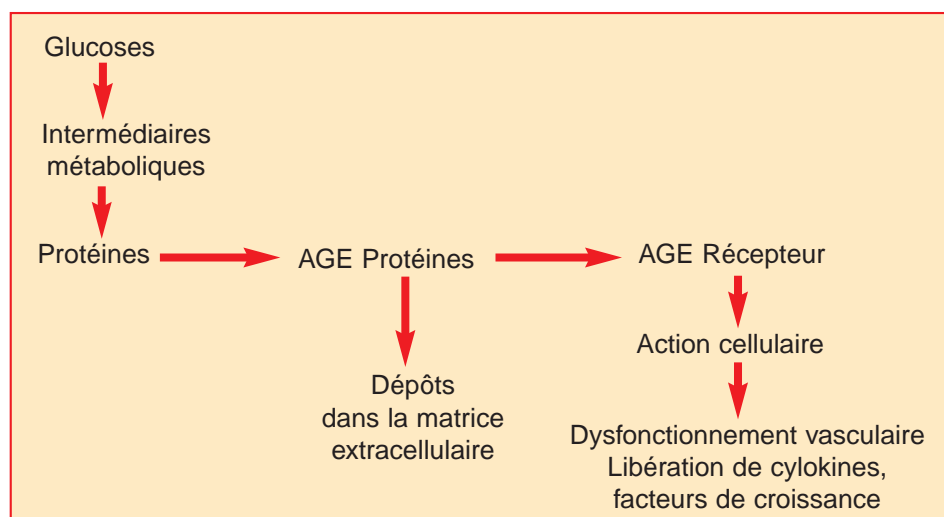 Glucoses
Intermédiaires
métaboliques
Protéines
AGE Protéines
AGE Récepteur
Dépôts
dans la matrice
extracellulaire
Action cellulaire
Dysfonctionnement vasculaire
Libération de cylokines,
facteurs de croissance